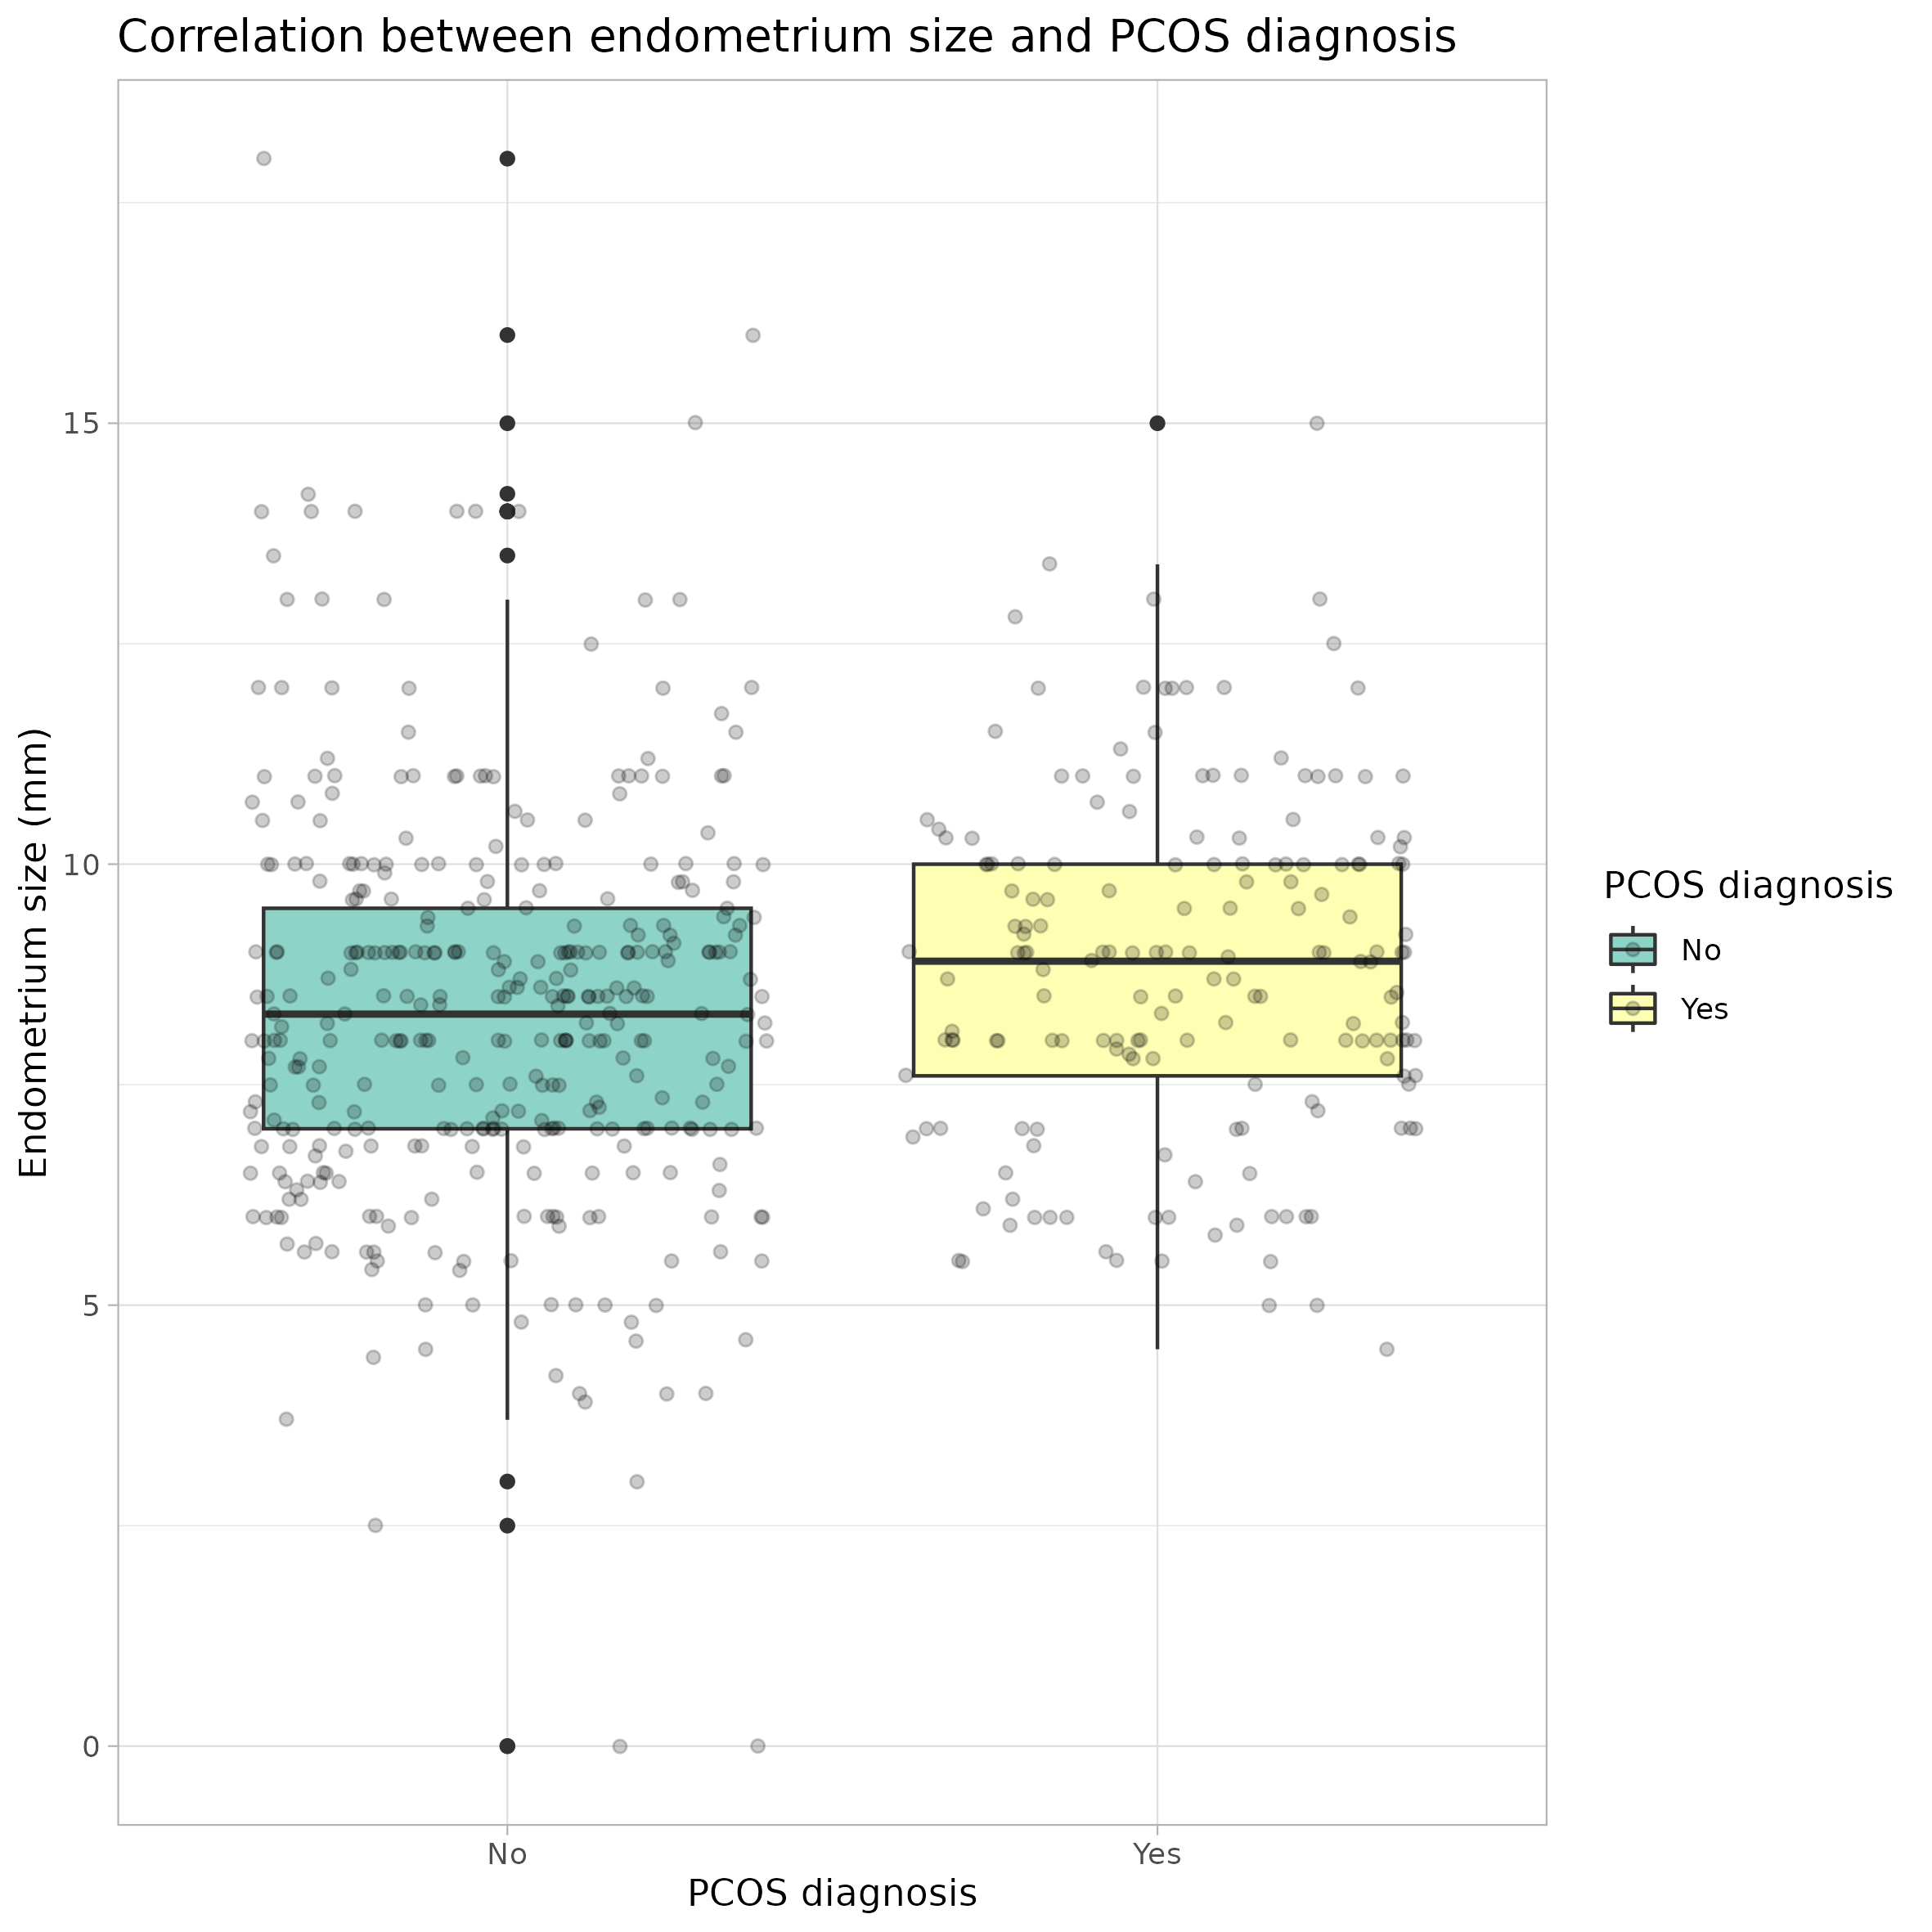 Correlation between endometrium size and PCOS diagnosis
Endometrium size (mm)
15
10
5
0
No
Yes
PCOS diagnosis
PCOS diagnosis
No
Yes